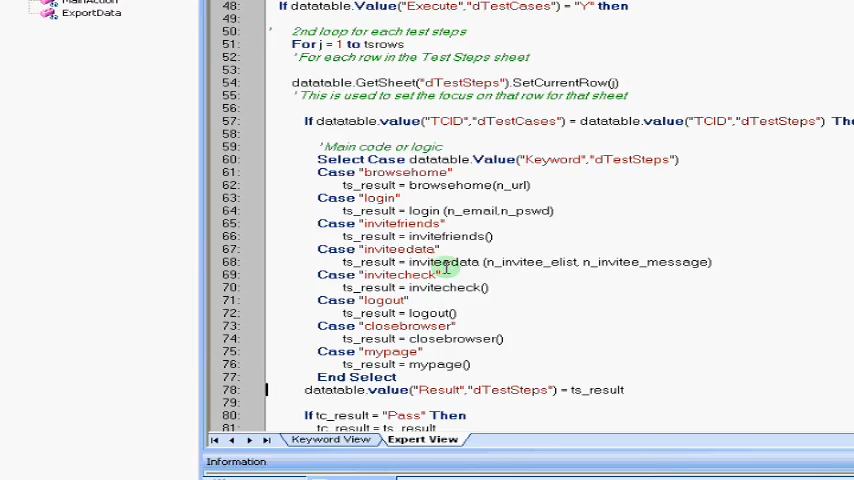 MainAction
ExportData
48: If datatable.Value("Execute","dTestCases") = "Y" then
49:
50: ' 2nd loop for each test steps
51: For j = 1 to tsrows
52: ' For each row in the Test Steps sheet
53:
54: datatable.GetSheet("dTestSteps").SetCurrentRow(j)
55: ' This is used to set the focus on that row for that sheet
56:
57: If datatable.value("TCID","dTestCases") = datatable.value("TCID","dTestSteps") The
58:
59: 'Main code or logic
60: Select Case datatable.Value("Keyword","dTestSteps")
61: Case "browsehome"
62: ts_result = browsehome(n_url)
63: Case "login"
64: ts_result = login (n_email,n_pswd)
65: Case "invitefriends"
66: ts_result = invitefriends()
67: Case "inviteedata"
68: ts_result = inviteedata (n_invitee_elist, n_invitee_message)
69: Case "invitecheck"
70: ts_result = invitecheck()
71: Case "logout"
72: ts_result = logout()
73: Case "closebrowser"
74: ts_result = closebrowser()
75: Case "mypage"
76: ts_result = mypage()
77: End Select
78: datatable.value("Result","dTestSteps") = ts_result
79:
80: If tc_result = "Pass" Then
81: tc_result = ts_result
Keyword View Expert View
Information